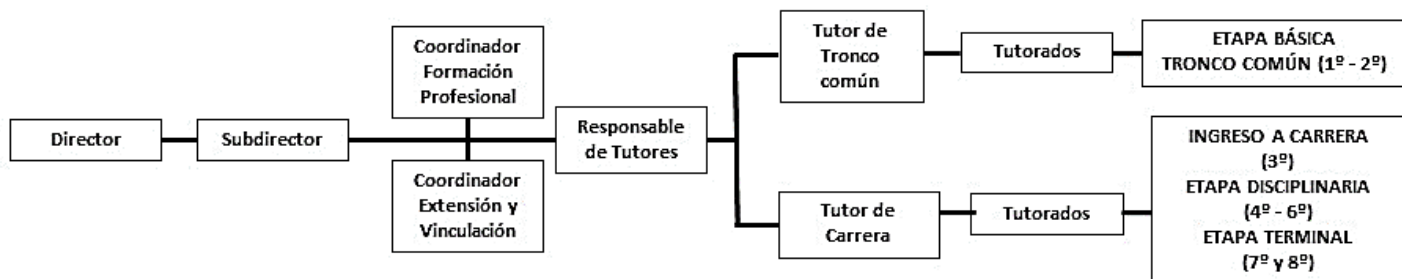 Director
Subdirector
Coordinador
Formación
Profesional
Coordinador
Extensión y
Vinculación
Responsable
de Tutores
Tutor de
Tronco
común
Tutorados
ETAPA BÁSICA
TRONCO COMÚN (1º - 2º)
Tutor de
Carrera
Tutorados
INGRESO A CARRERA
(3º)
ETAPA DISCIPLINARIA
(4º - 6º)
ETAPA TERMINAL
(7º y 8º)